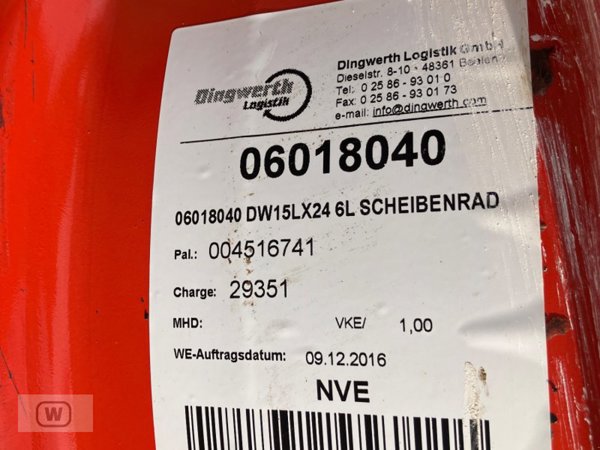 Dingwerth
Logistik
Dingwerth Logistik GmbH
Dieselstr. 8-10 - 48361 Beelen
Tel: 0 25 86 - 93 01 0
Fax: 0 25 86 - 93 01 73
e-mail: info@dingwerth.com
06018040
06018040 DW15LX24 6L SCHEIBENRAD
Pal.: 004516741
Charge: 29351
MHD: VKE/ 1,00
WE-Auftragsdatum: 09.12.2016
NVE
W